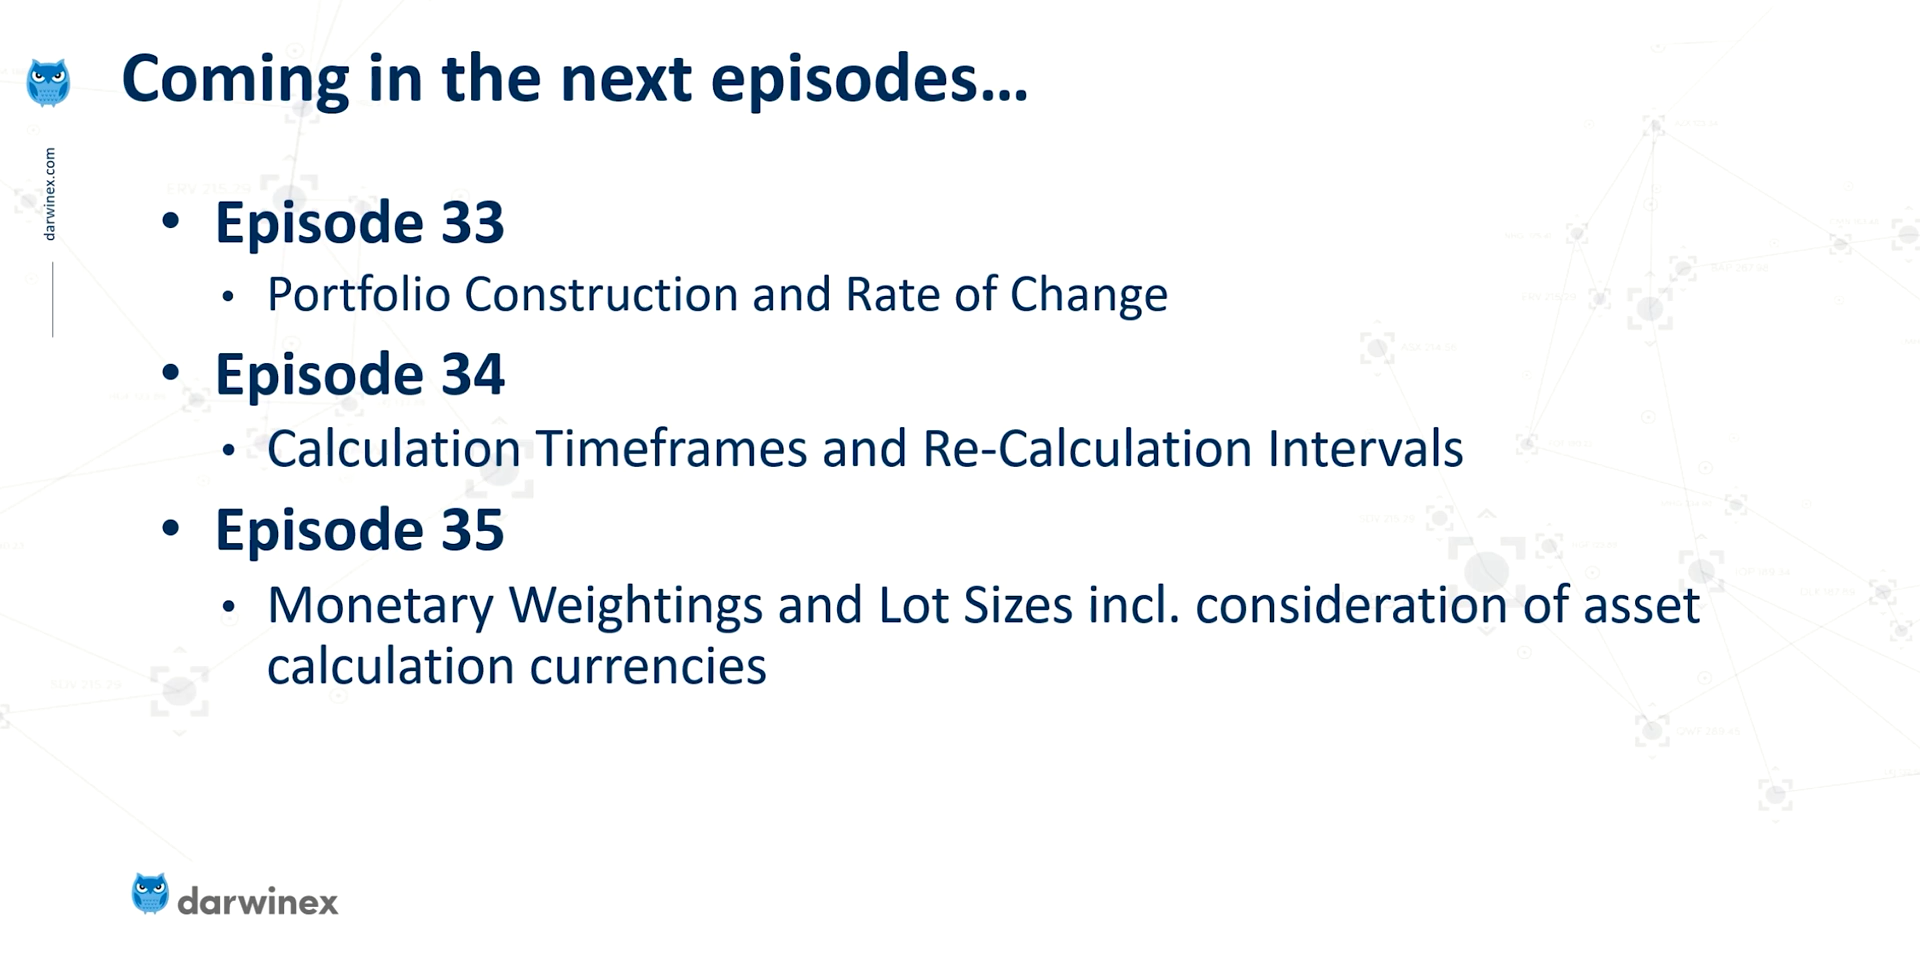 Coming in the next episodes…
darwinex.com
• Episode 33
• Portfolio Construction and Rate of Change
• Episode 34
• Calculation Timeframes and Re-Calculation Intervals
• Episode 35
• Monetary Weightings and Lot Sizes incl. consideration of asset
calculation currencies
darwinex